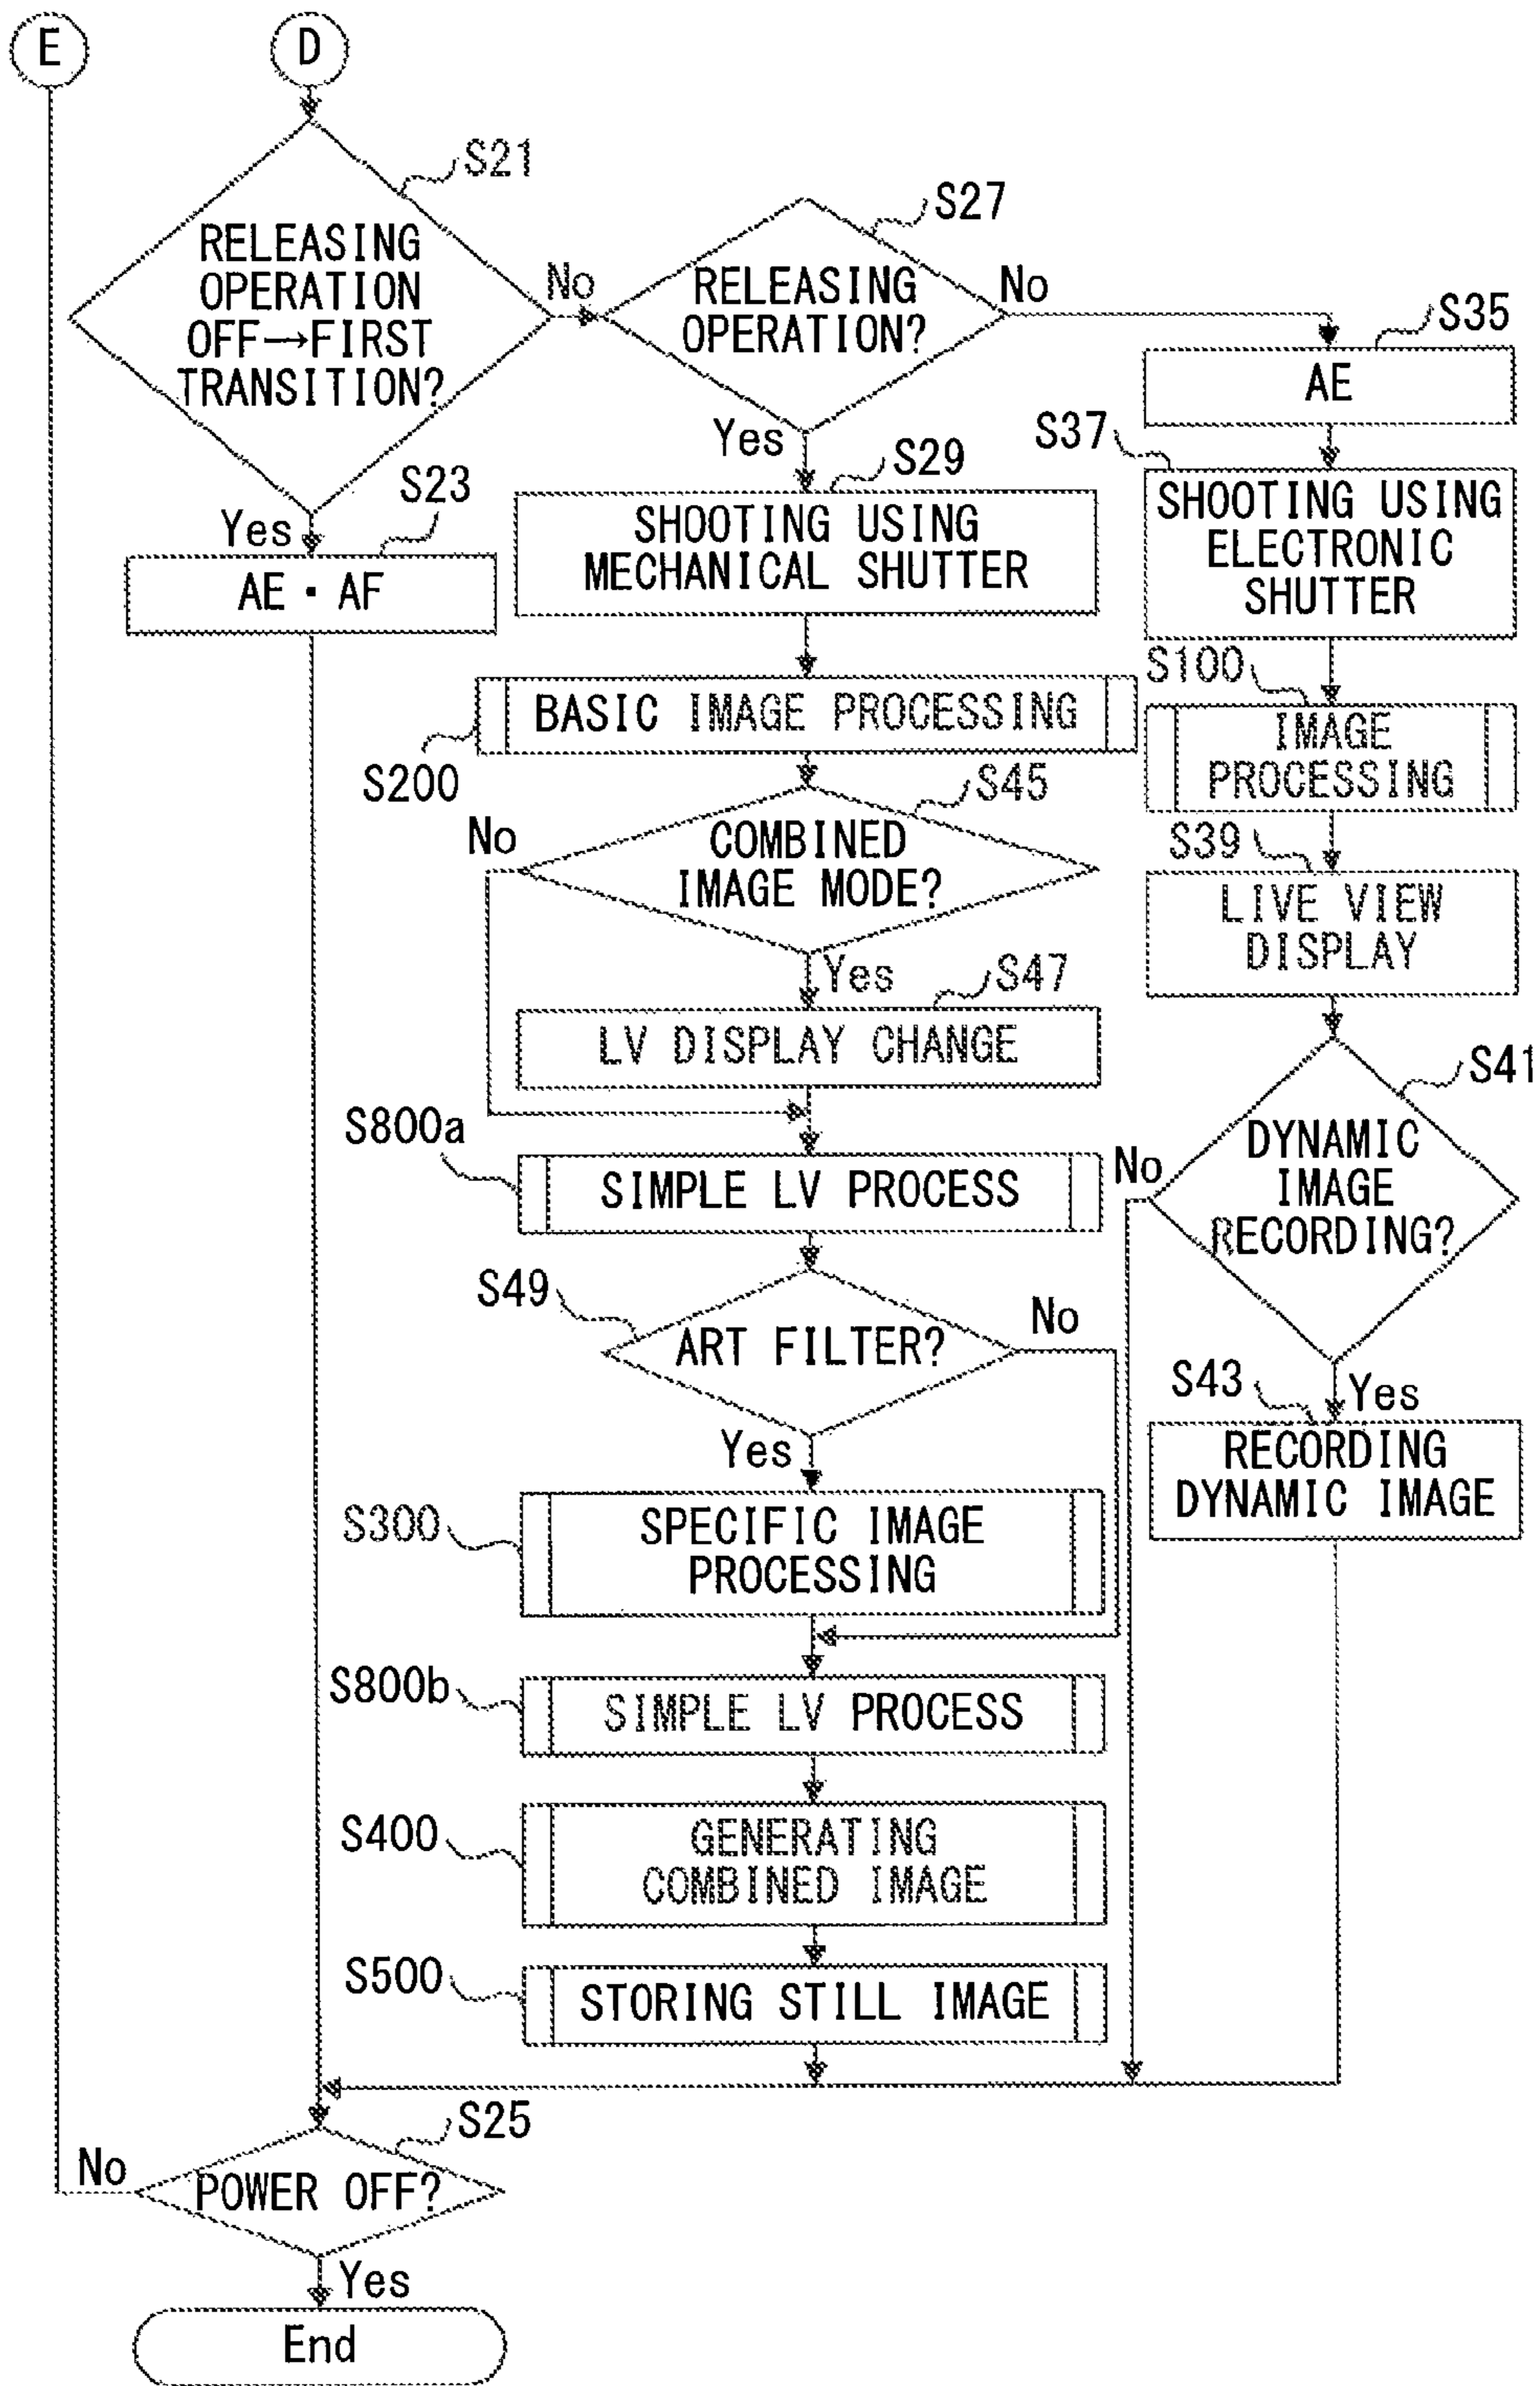 E
D
S21
RELEASING
OPERATION
OFF→FIRST
TRANSITION?
No
Yes
S23
AE・AF
S27
RELEASING
OPERATION?
No
Yes
S29
SHOOTING USING
MECHANICAL SHUTTER
BASIC IMAGE PROCESSING
S200
S45
COMBINED
IMAGE MODE?
No
Yes
S47
LV DISPLAY CHANGE
S800a
SIMPLE LV PROCESS
S49
ART FILTER?
No
Yes
S300
SPECIFIC IMAGE
PROCESSING
S800b
SIMPLE LV PROCESS
S400
GENERATING
COMBINED IMAGE
S500
STORING STILL IMAGE
S35
AE
S37
SHOOTING USING
ELECTRONIC
SHUTTER
S100
IMAGE
PROCESSING
S39
LIVE VIEW
DISPLAY
S41
DYNAMIC
IMAGE
RECORDING?
No
Yes
S43
RECORDING
DYNAMIC IMAGE
S25
POWER OFF?
No
Yes
End